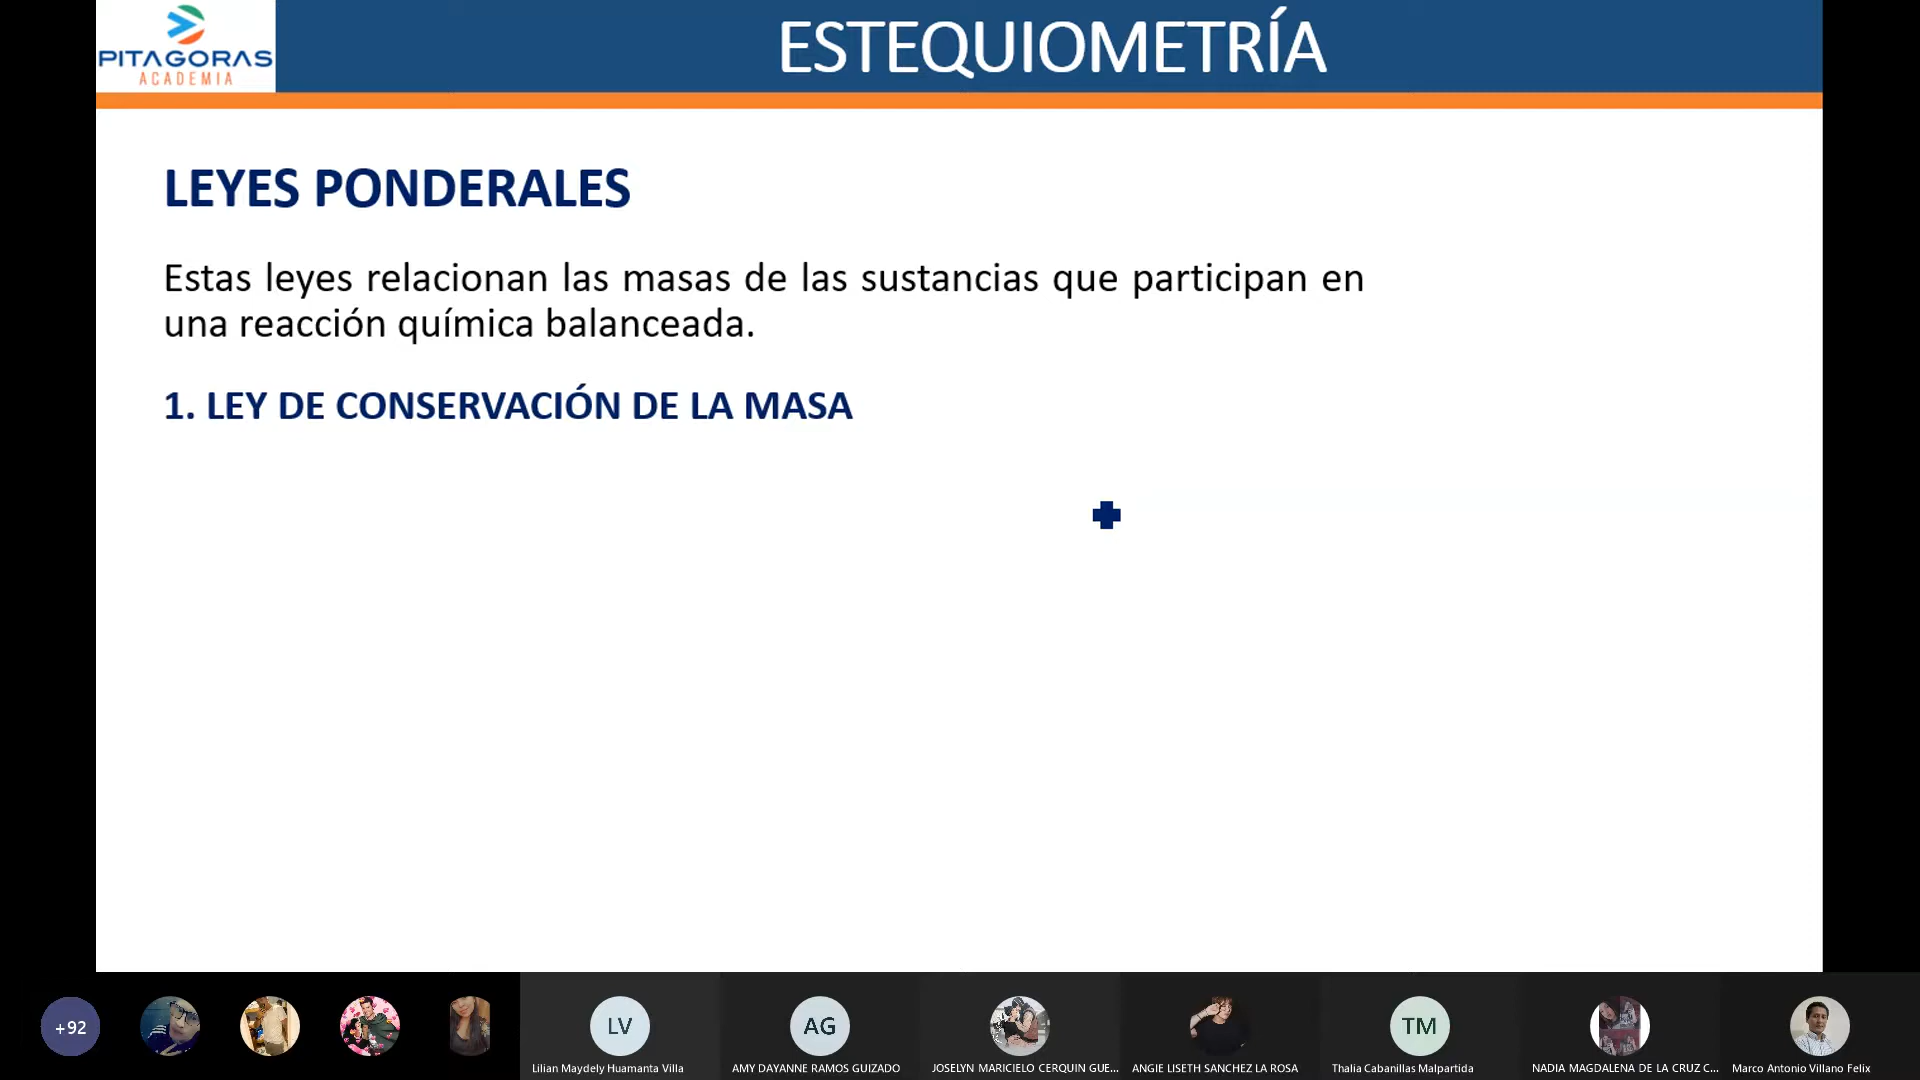 PITAGORAS
ACADEMIA
ESTEQUIOMETRÍA
LEYES PONDERALES
Estas leyes relacionan las masas de las sustancias que participan en
una reacción química balanceada.
1. LEY DE CONSERVACIÓN DE LA MASA
+92
LV
AG
TM
Lilian Maydely Huamanta Villa
AMY DAYANNE RAMOS GUIZADO
JOSELYN MARICIELO CERQUIN GUE...
ANGIE LISETH SANCHEZ LA ROSA
Thalia Cabanillas Malpartida
NADIA MAGDALENA DE LA CRUZ C...
Marco Antonio Villano Felix